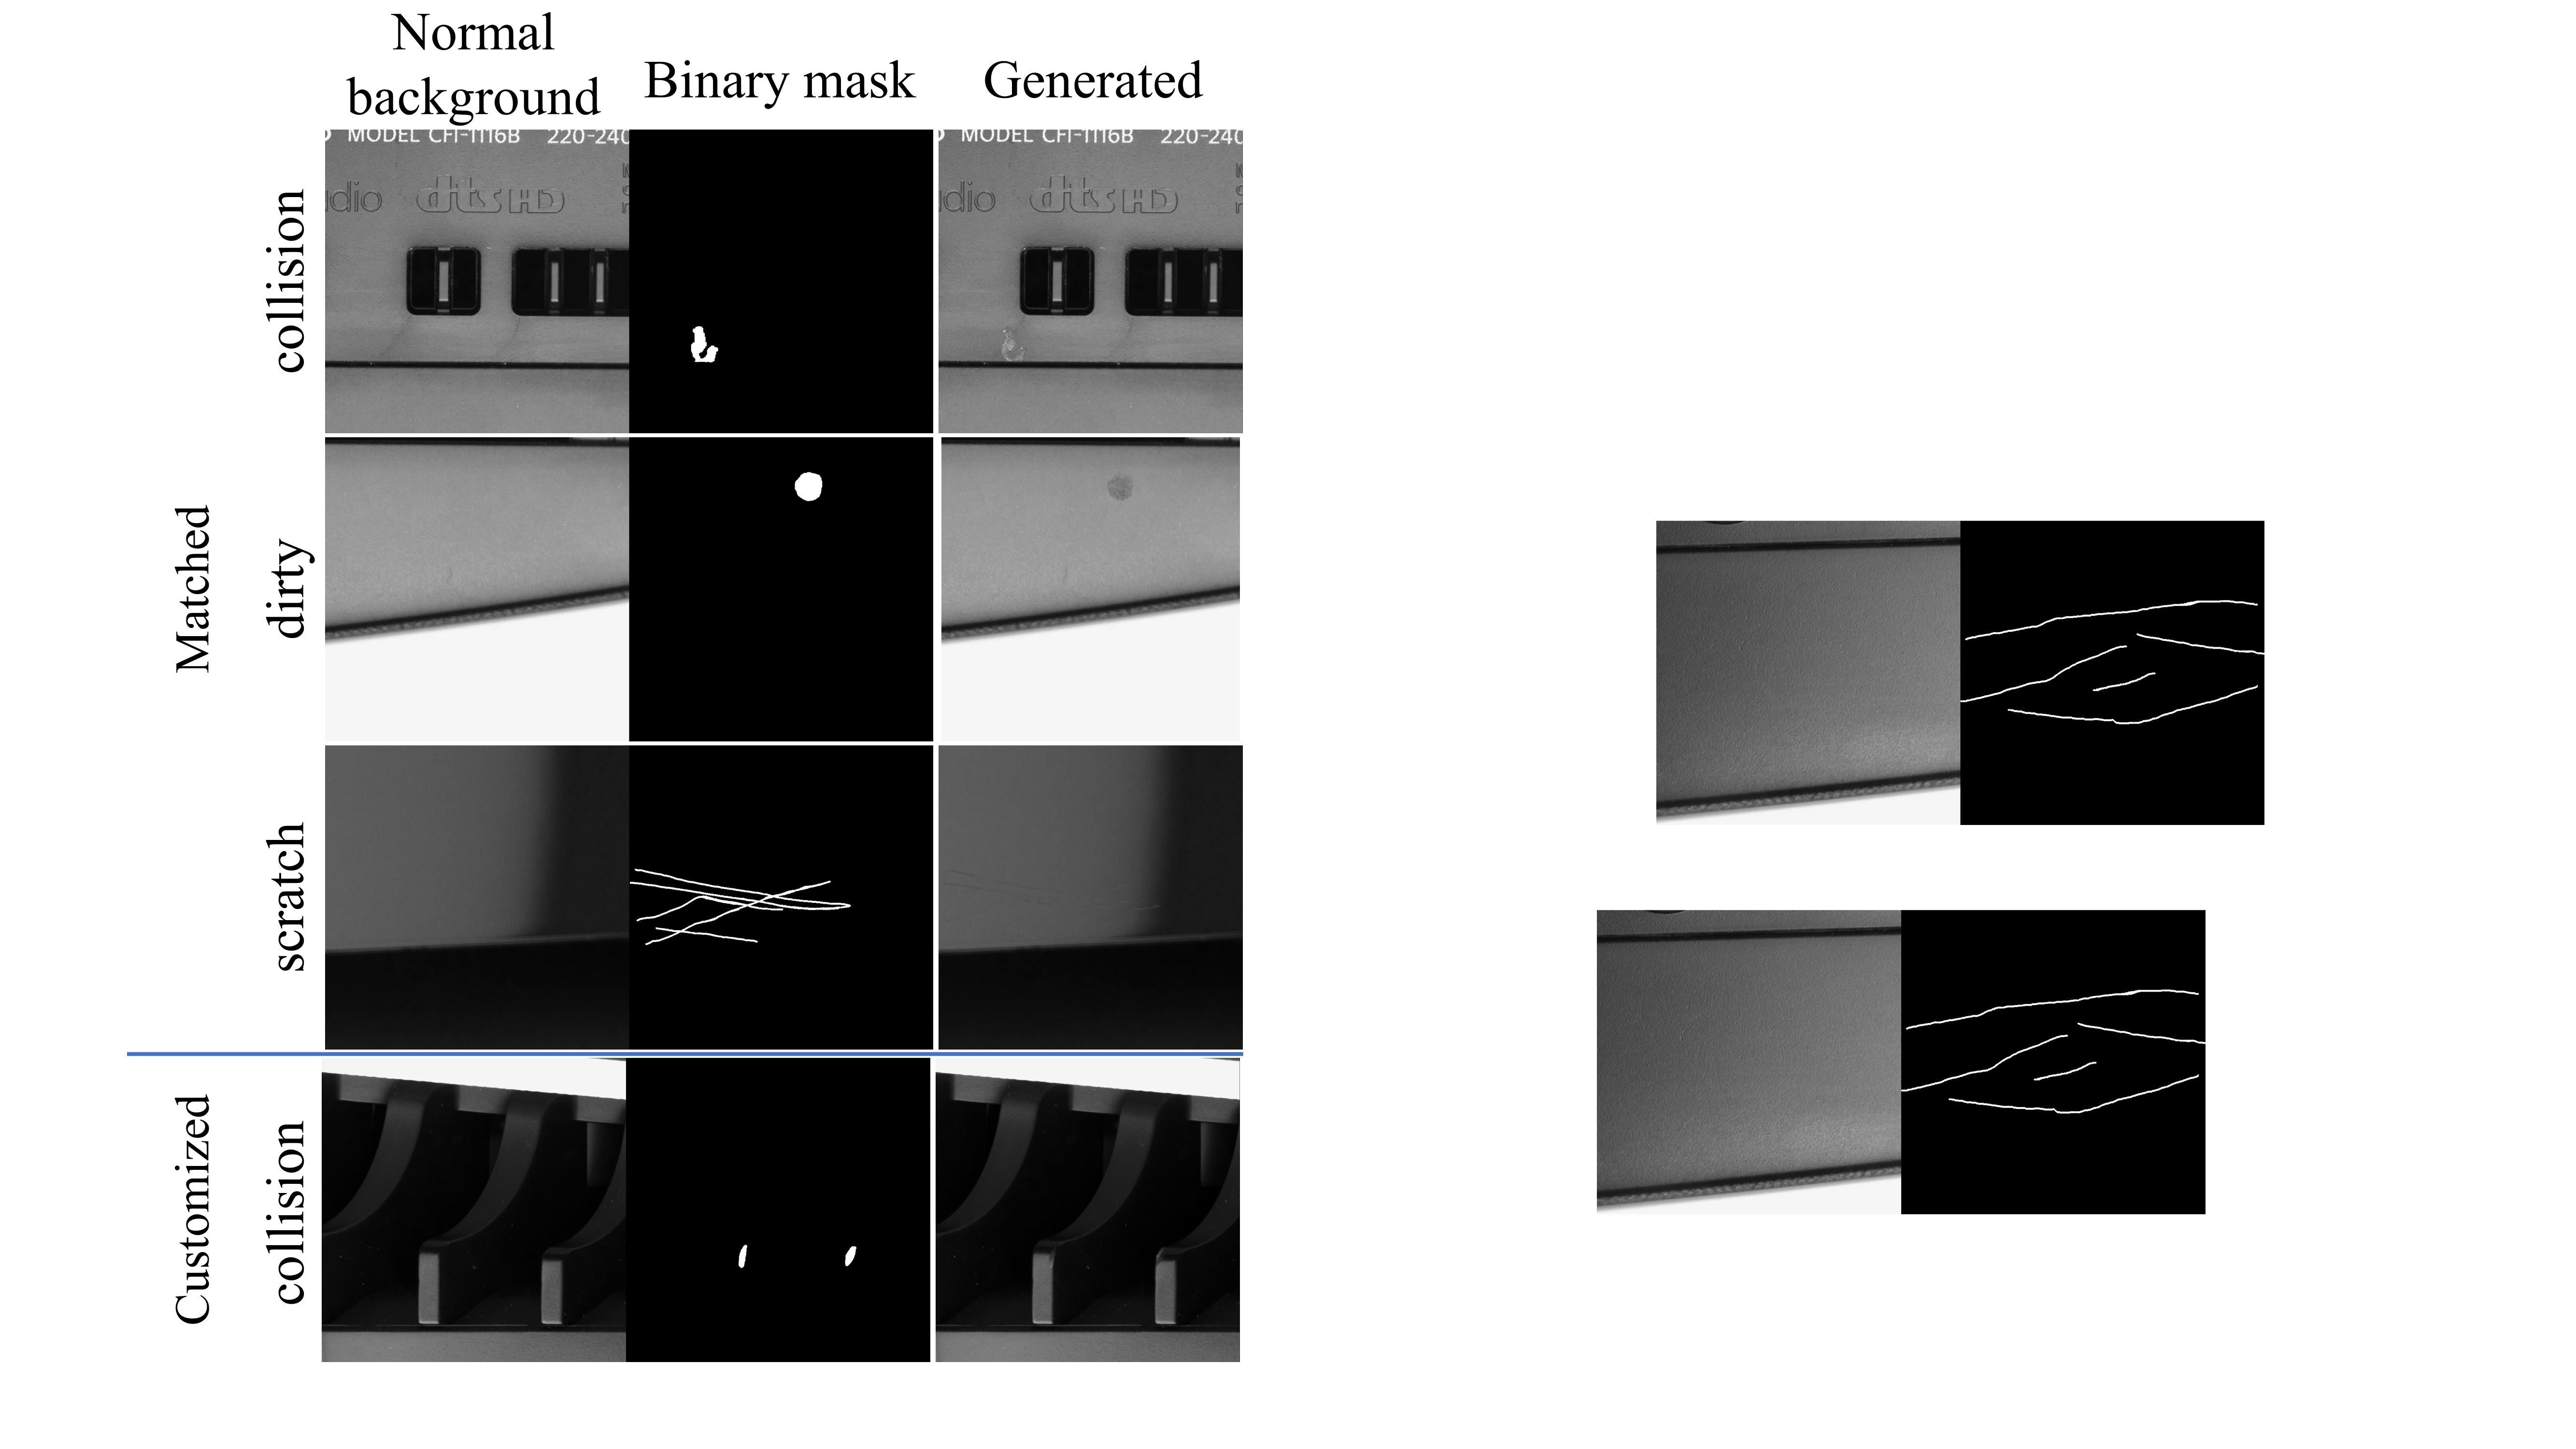 Normal
background
Binary mask
Generated
MODEL CFI-1116B 220-240
MODEL CFI-1116B 220-240
dio dts HD
dio dts HD
collision
Matched
dirty
scratch
Customized
collision